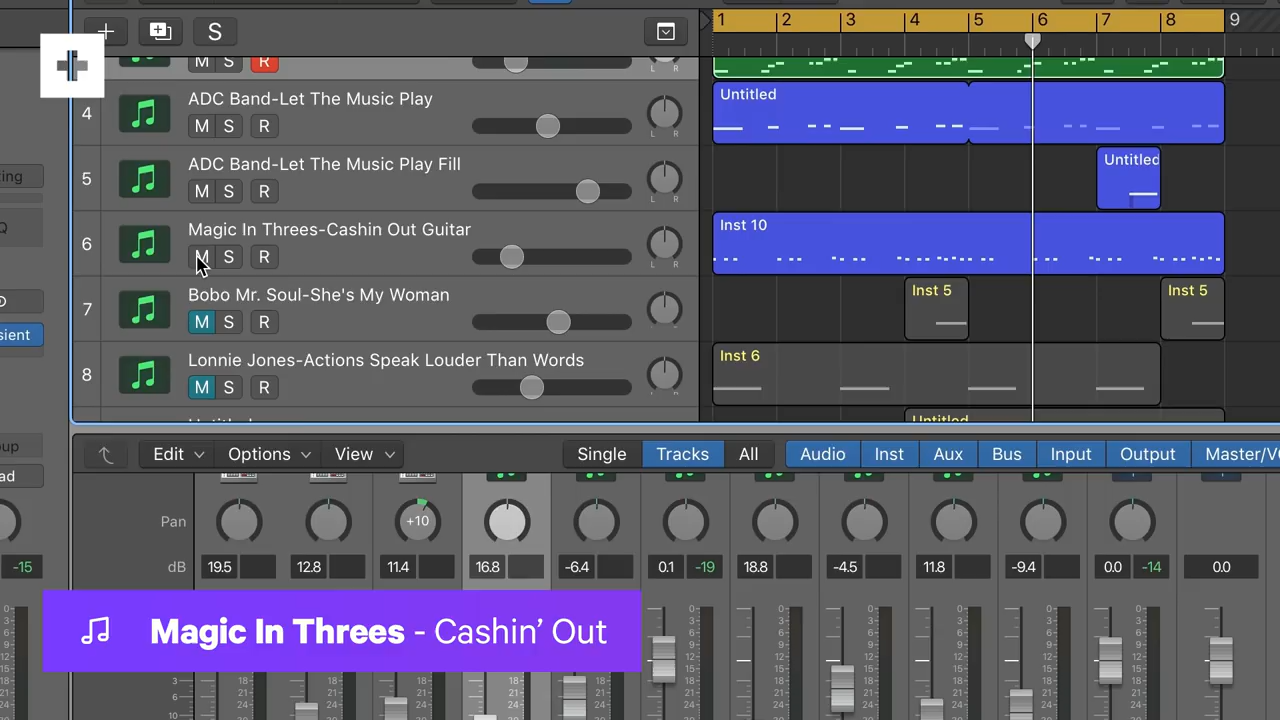 S
1 2 3 4 5 6 7 8 9
M S R
L R
4 ADC Band-Let The Music Play
M S R
L R
Untitled
5 ADC Band-Let The Music Play Fill
M S R
L R
Untitled
6 Magic In Threes-Cashin Out Guitar
M S R
L R
Inst 10
7 Bobo Mr. Soul-She's My Woman
M S R
Inst 5
Inst 5
8 Lonnie Jones-Actions Speak Louder Than Words
M S R
L R
Inst 6
Untitled
Edit Options View Single Tracks All Audio Inst Aux Bus Input Output Master/VC
Pan +10
dB 19.5 12.8 11.4 16.8 -6.4 0.1 -19 18.8 -4.5 11.8 -9.4 0.0 -14 0.0
-15
Magic In Threes - Cashin’ Out